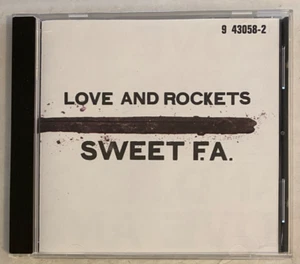 9 43058-2
LOVE AND ROCKETS
SWEET F.A.